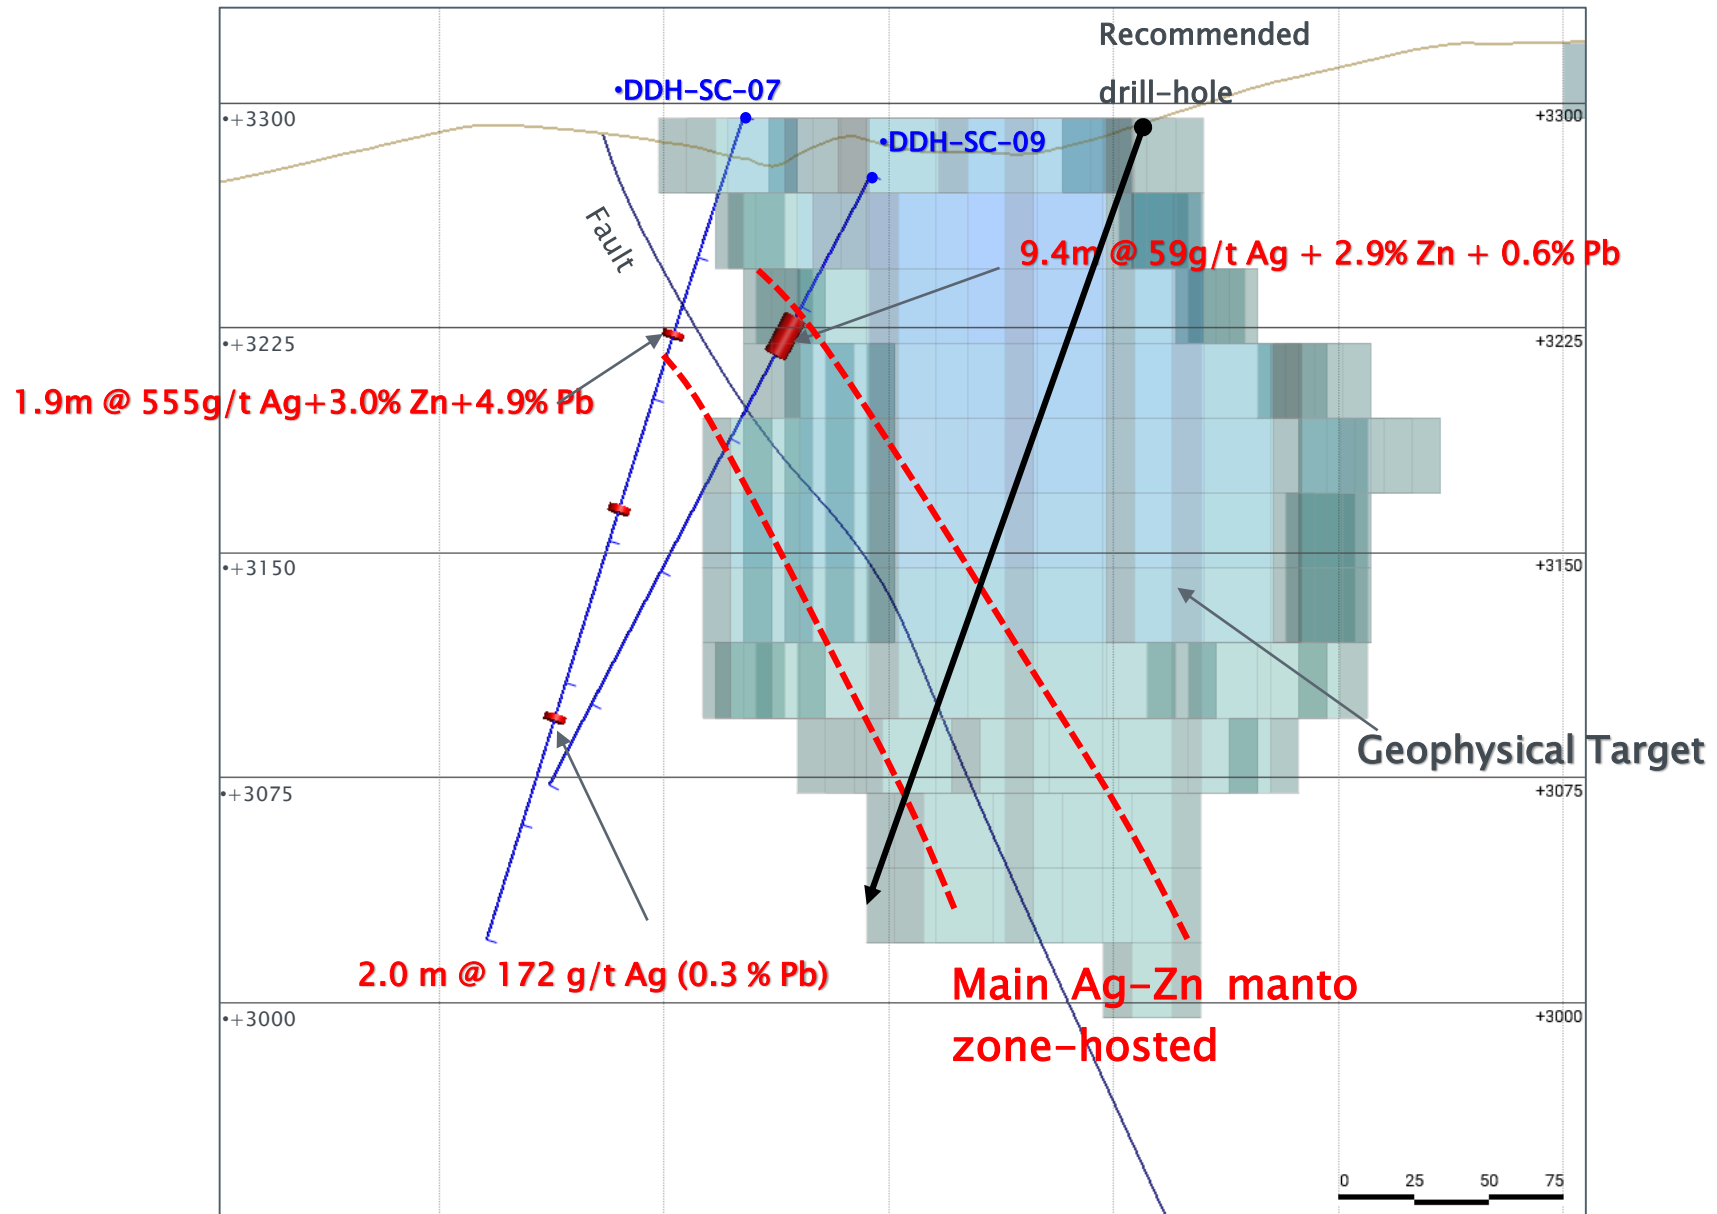 Recommended
drill-hole
•DDH-SC-07
•+3300
+3300
•DDH-SC-09
Fault
9.4m @ 59g/t Ag + 2.9% Zn + 0.6% Pb
•+3225
+3225
1.9m @ 555g/t Ag+3.0% Zn+4.9% Pb
•+3150
+3150
Geophysical Target
•+3075
+3075
2.0 m @ 172 g/t Ag (0.3 % Pb)
Main Ag-Zn manto
zone-hosted
•+3000
+3000
0 25 50 75